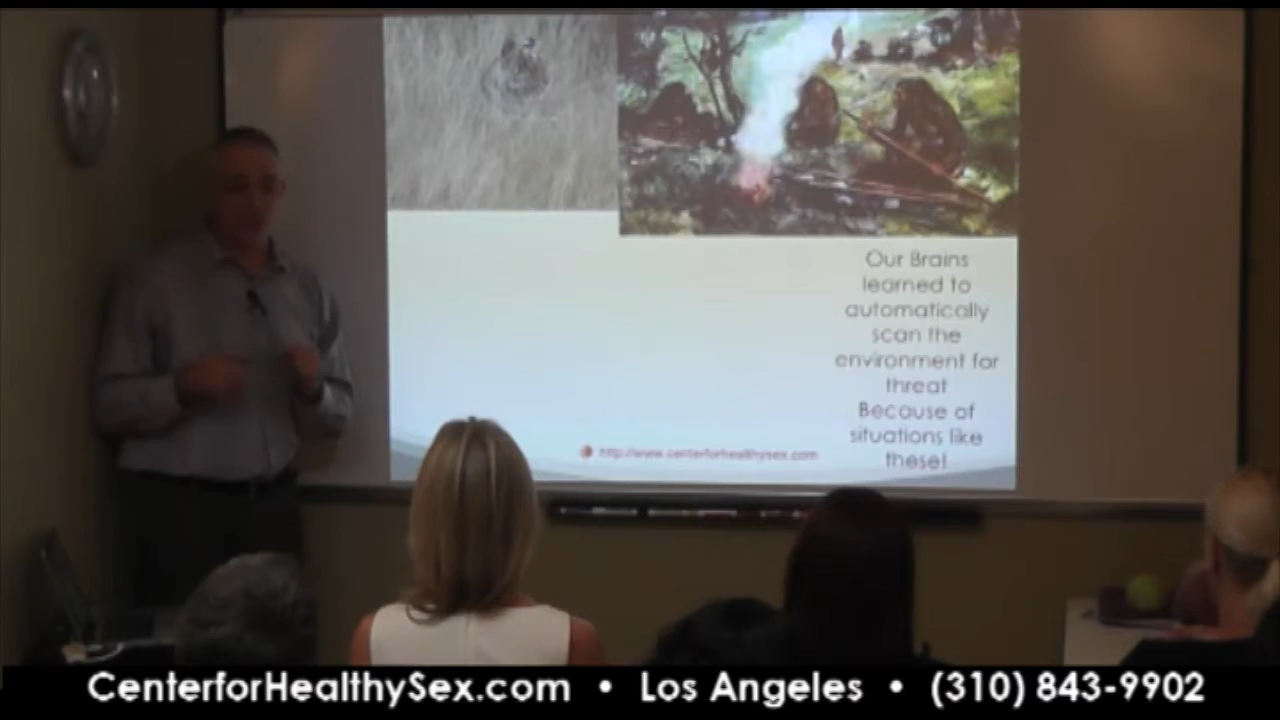 Our Brains
learned to
automatically
scan the
environment for
threat
Because of
situations like
these!
http://www.centerforhealthysex.com
CenterforHealthySex.com • Los Angeles • (310) 843-9902